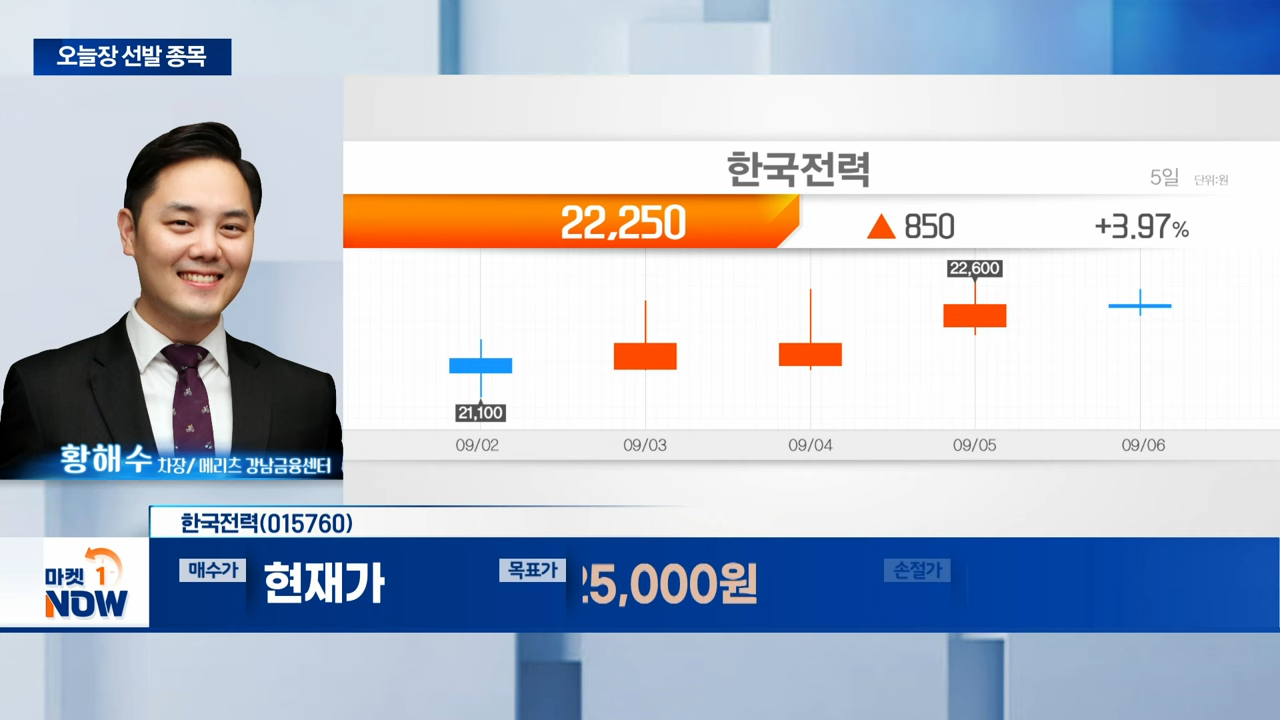 오늘장 선발 종목
한국전력
5일 단위:원
22,250 ▲ 850 +3.97%
22,600
21,100
09/02 09/03 09/04 09/05 09/06
황해수 차장/ 메리츠 강남금융센터
한국전력(015760)
마켓 1
NOW
매수가 현재가 목표가 25,000원 손절가